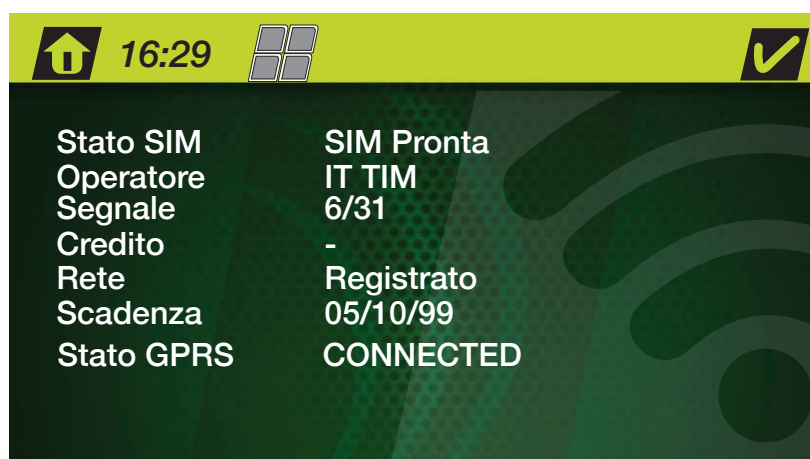 16:29
Stato SIM SIM Pronta
Operatore IT TIM
Segnale 6/31
Credito -
Rete Registrato
Scadenza 05/10/99
Stato GPRS CONNECTED